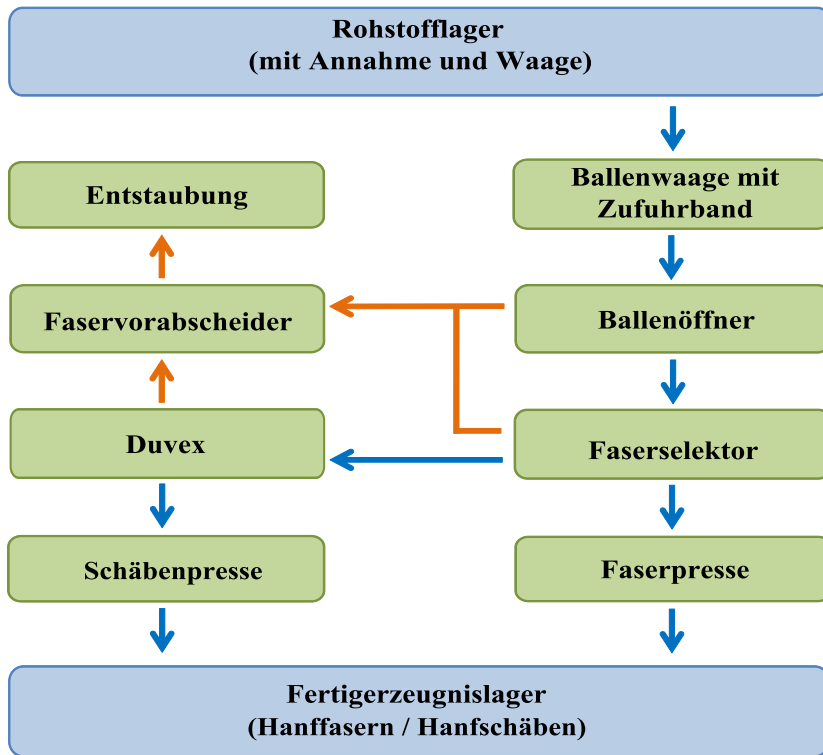 Rohstofflager
(mit Annahme und Waage)
Entstaubung
Ballenwaage mit
Zufuhrband
Faservorabscheider
Ballenöffner
Duvex
Faserselektor
Schäbenpresse
Faserpresse
Fertigerzeugnislager
(Hanffasern / Hanfschäben)